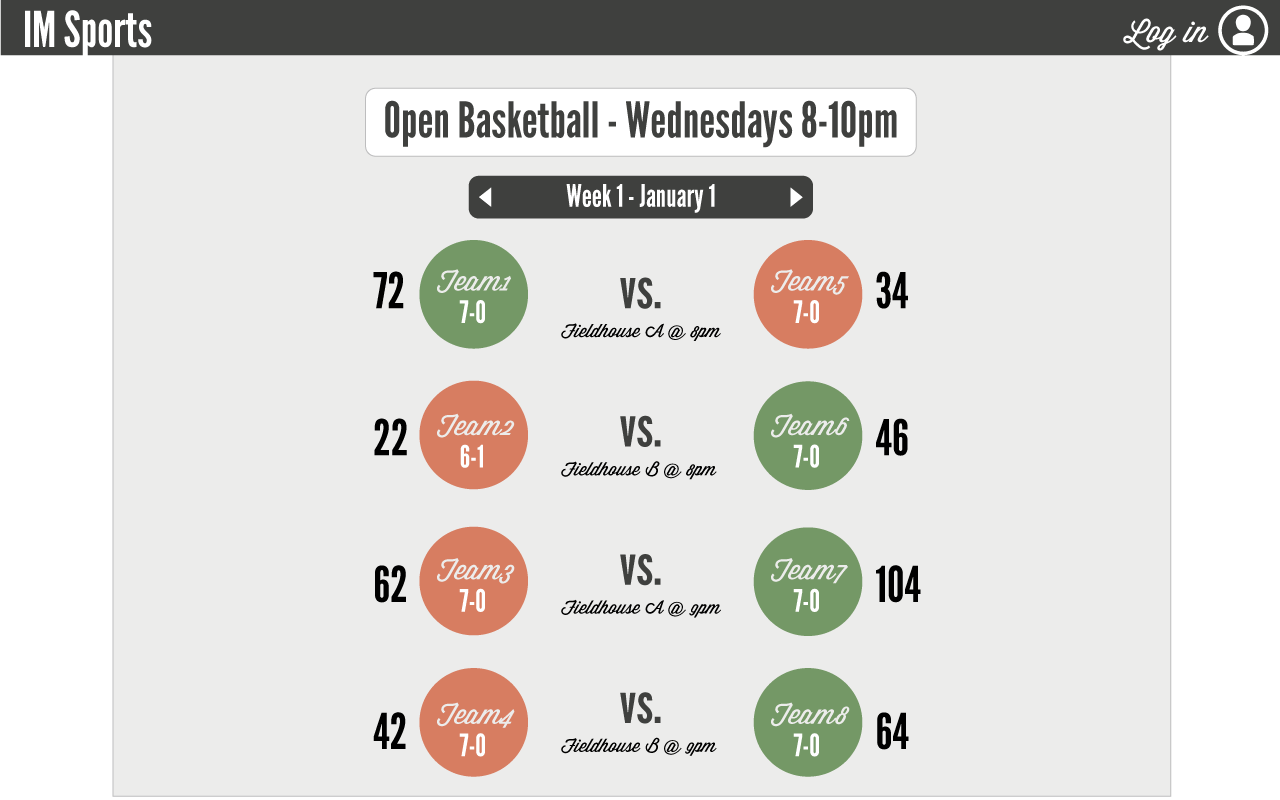 IM Sports
Log in
Open Basketball - Wednesdays 8-10pm
Week 1 - January 1
72 Team1 7-0 VS. Fieldhouse A @ 8pm Team5 7-0 34
22 Team2 6-1 VS. Fieldhouse B @ 8pm Team6 7-0 46
62 Team3 7-0 VS. Fieldhouse A @ 9pm Team7 7-0 104
42 Team4 7-0 VS. Fieldhouse B @ 9pm Team8 7-0 64